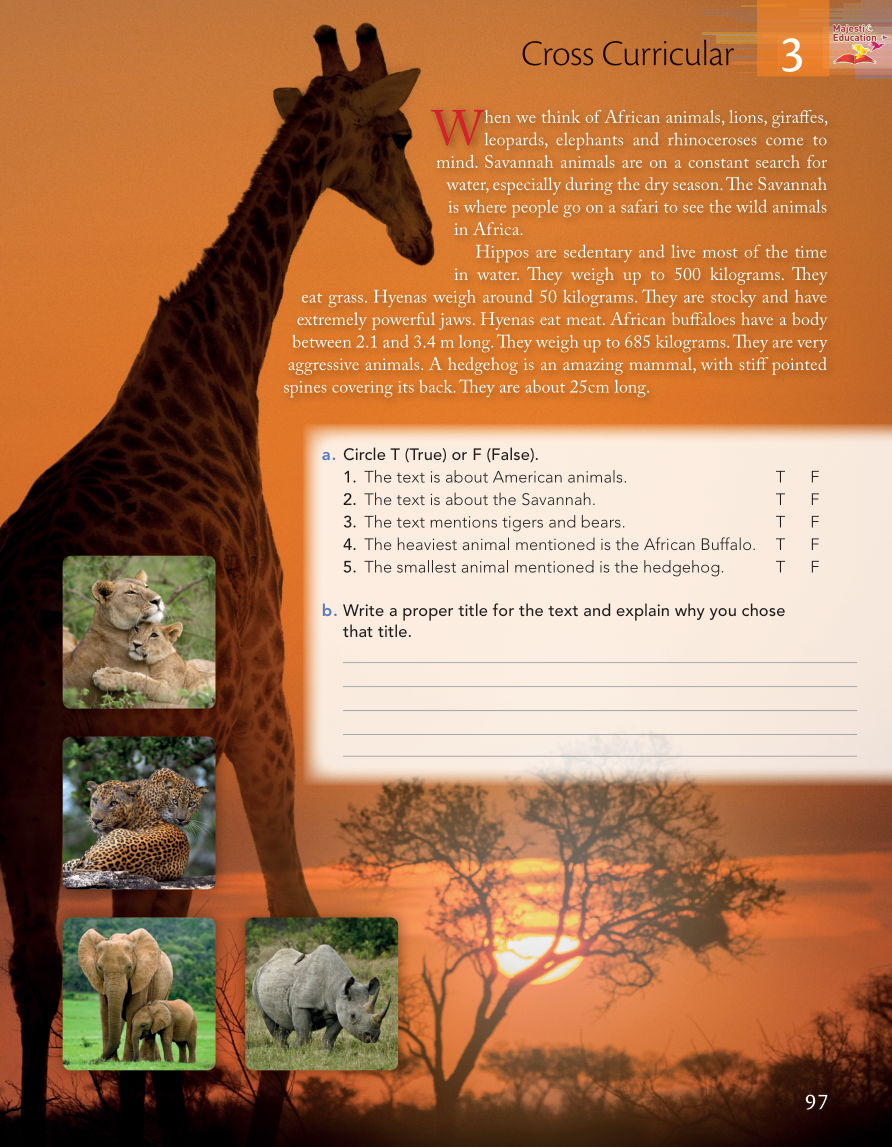 Cross Curricular
3
Majestic
Education
When we think of African animals, lions, giraffes,
leopards, elephants and rhinoceroses come to
mind. Savannah animals are on a constant search for
water, especially during the dry season. The Savannah
is where people go on a safari to see the wild animals
in Africa.
Hippos are sedentary and live most of the time
in water. They weigh up to 500 kilograms. They
eat grass. Hyenas weigh around 50 kilograms. They are stocky and have
extremely powerful jaws. Hyenas eat meat. African buffaloes have a body
between 2.1 and 3.4 m long. They weigh up to 685 kilograms. They are very
aggressive animals. A hedgehog is an amazing mammal, with stiff pointed
spines covering its back. They are about 25cm long.
a. Circle T (True) or F (False).
1. The text is about American animals. T F
2. The text is about the Savannah. T F
3. The text mentions tigers and bears. T F
4. The heaviest animal mentioned is the African Buffalo. T F
5. The smallest animal mentioned is the hedgehog. T F
b. Write a proper title for the text and explain why you chose
that title.
97